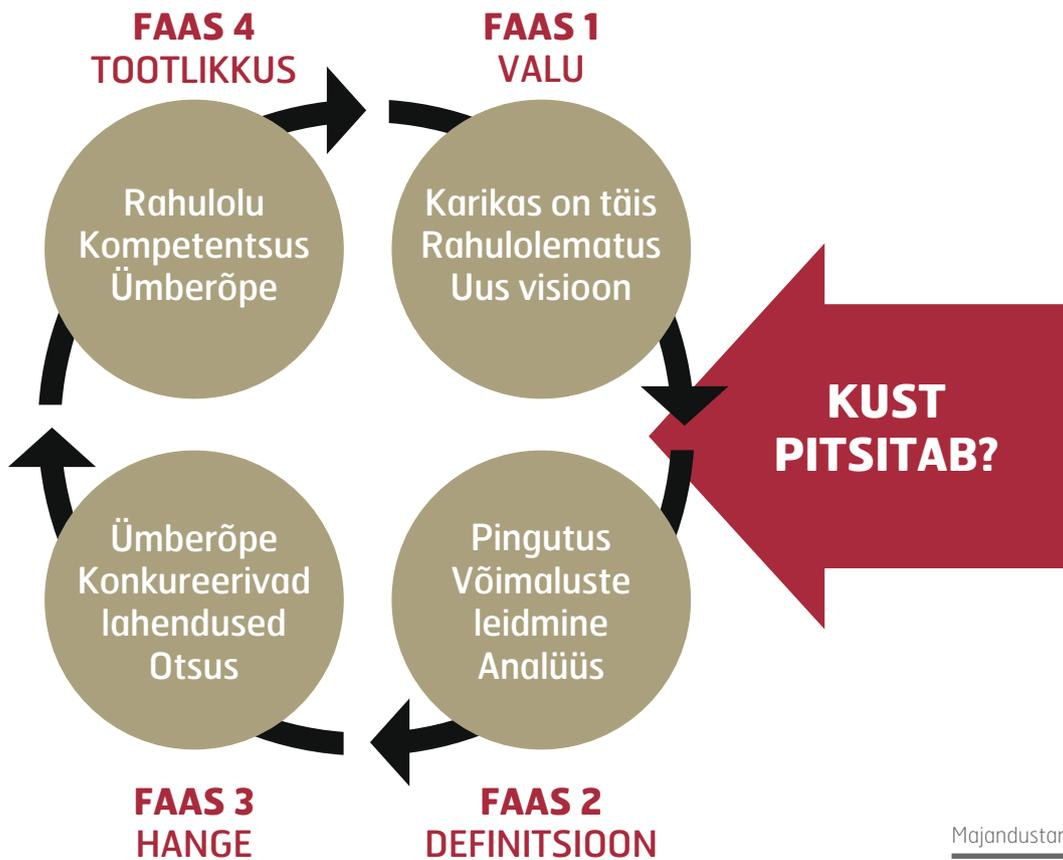 FAAS 4
TOOTLIKKUS
Rahulolu
Kompetentsus
Ümberõpe
FAAS 1
VALU
Karikas on täis
Rahulolematus
Uus visioon
KUST
PITSITAB?
Pingutus
Võimaluste
leidmine
Analüüs
FAAS 2
DEFINITSIOON
Ümberõpe
Konkureerivad
lahendused
Otsus
FAAS 3
HANGE